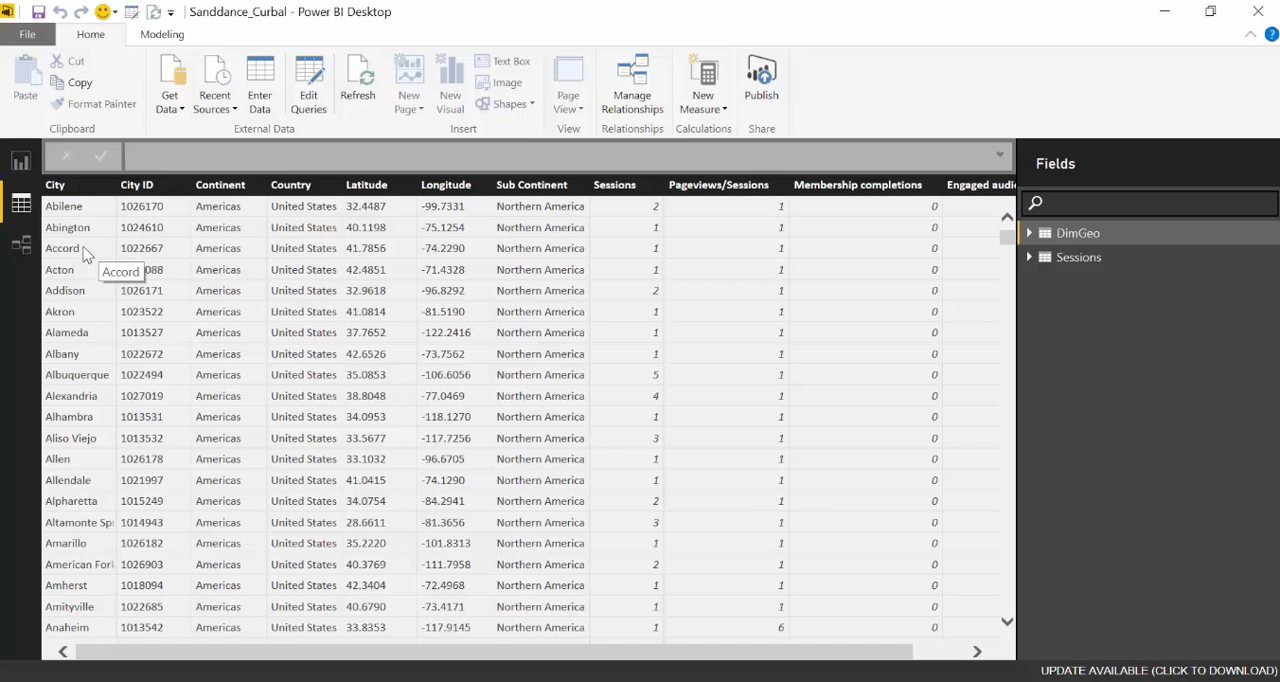 Sanddance_Curbal - Power BI Desktop
File Home Modeling
Paste
Cut
Copy
Format Painter
Clipboard
Get Data
Recent Sources
Enter Data
Edit Queries
Refresh
External Data
New Page
New Visual
Text Box
Image
Shapes
Insert
Page View
View
Manage Relationships
Relationships
New Measure
Calculations
Publish
Share
City City ID Continent Country Latitude Longitude Sub Continent Sessions Pageviews/Sessions Membership completions Engaged audi
Abilene 1026170 Americas United States 32.4487 -99.7331 Northern America 2 1 0
Abington 1024610 Americas United States 40.1198 -75.1254 Northern America 1 1 0
Accord 1022667 Americas United States 41.7856 -74.2290 Northern America 1 1 0
Acton 088 Americas United States 42.4851 -71.4328 Northern America 1 1 0
Accord
Addison 1026171 Americas United States 32.9618 -96.8292 Northern America 2 1 0
Akron 1023522 Americas United States 41.0814 -81.5190 Northern America 1 1 0
Alameda 1013527 Americas United States 37.7652 -122.2416 Northern America 1 1 0
Albany 1022672 Americas United States 42.6526 -73.7562 Northern America 1 1 0
Albuquerque 1022494 Americas United States 35.0853 -106.6056 Northern America 5 1 0
Alexandria 1027019 Americas United States 38.8048 -77.0469 Northern America 4 1 0
Alhambra 1013531 Americas United States 34.0953 -118.1270 Northern America 1 1 0
Aliso Viejo 1013532 Americas United States 33.5677 -117.7256 Northern America 3 1 0
Allen 1026178 Americas United States 33.1032 -96.6705 Northern America 1 1 0
Allendale 1021997 Americas United States 41.0415 -74.1290 Northern America 1 1 0
Alpharetta 1015249 Americas United States 34.0754 -84.2941 Northern America 2 1 0
Altamonte Sp 1014943 Americas United States 28.6611 -81.3656 Northern America 3 1 0
Amarillo 1026182 Americas United States 35.2220 -101.8313 Northern America 1 1 0
American For 1026903 Americas United States 40.3769 -111.7958 Northern America 2 1 0
Amherst 1018094 Americas United States 42.3404 -72.4968 Northern America 1 1 0
Amityville 1022685 Americas United States 40.6790 -73.4171 Northern America 1 1 0
Anaheim 1013542 Americas United States 33.8353 -117.9145 Northern America 1 6 0
Fields
DimGeo
Sessions
UPDATE AVAILABLE (CLICK TO DOWNLOAD)